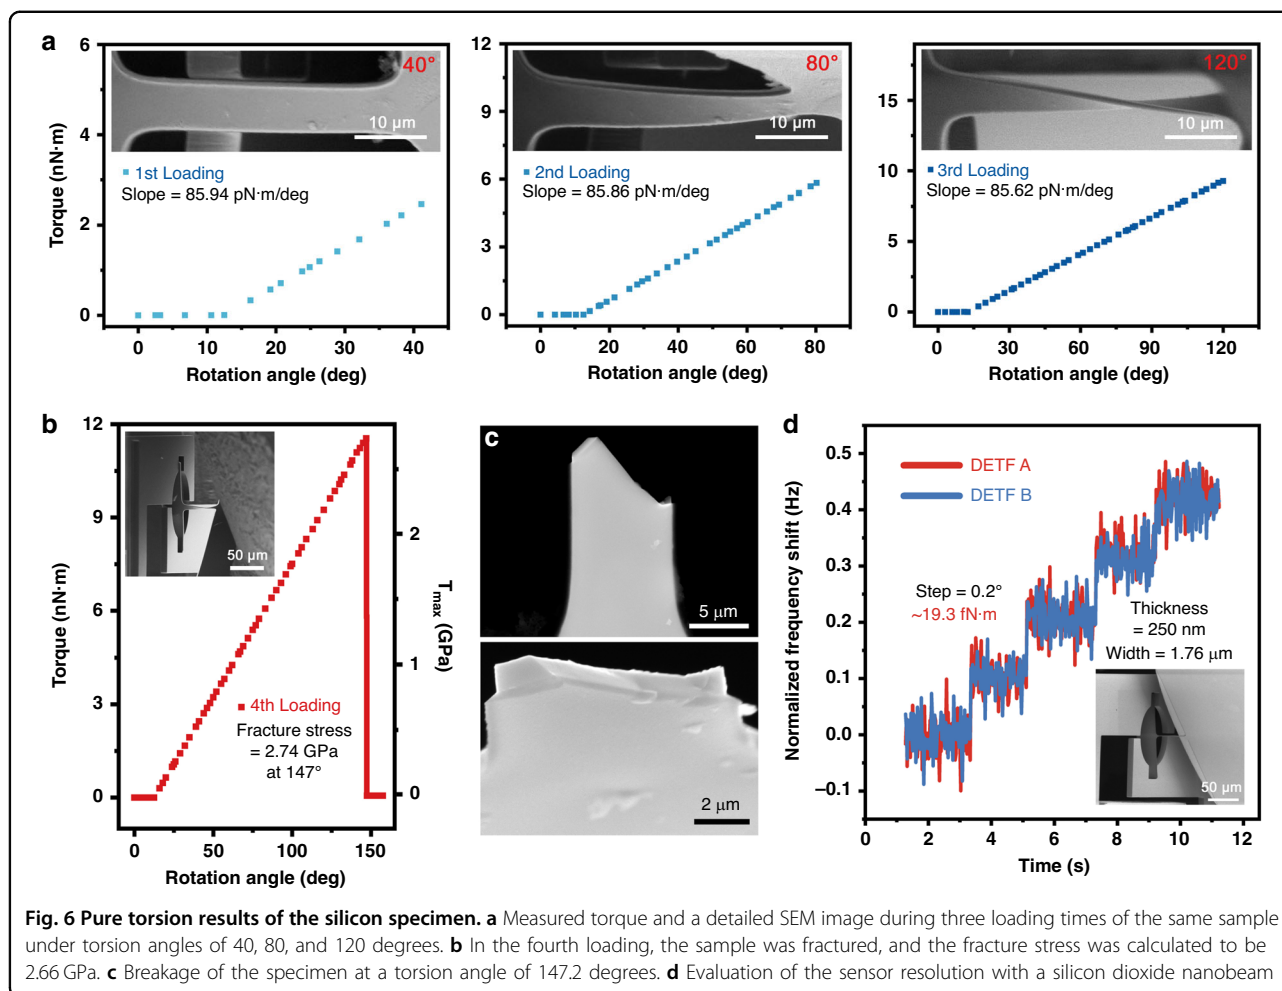 a
6
4
2
0
Torque (nN·m)
40°
10 μm
1st Loading
Slope = 85.94 pN·m/deg
0
10
20
30
40
Rotation angle (deg)
12
9
6
3
0
80°
10 μm
2nd Loading
Slope = 85.86 pN·m/deg
0
20
40
60
80
Rotation angle (deg)
15
10
5
0
120°
10 μm
3rd Loading
Slope = 85.62 pN·m/deg
0
30
60
90
120
Rotation angle (deg)
b
12
9
6
3
0
Torque (nN·m)
50 μm
4th Loading
Fracture stress
= 2.74 GPa
at 147°
2
1
0
Tmax (GPa)
0
50
100
150
Rotation angle (deg)
c
5 μm
2 μm
d
0.5
0.4
0.3
0.2
0.1
0.0
–0.1
Normalized frequency shift (Hz)
DETF A
DETF B
Step = 0.2°
~19.3 fN·m
Thickness
= 250 nm
Width = 1.76 μm
50 μm
0
2
4
6
8
10
12
Time (s)
Fig. 6 Pure torsion results of the silicon specimen. a Measured torque and a detailed SEM image during three loading times of the same sample
under torsion angles of 40, 80, and 120 degrees. b In the fourth loading, the sample was fractured, and the fracture stress was calculated to be
2.66 GPa. c Breakage of the specimen at a torsion angle of 147.2 degrees. d Evaluation of the sensor resolution with a silicon dioxide nanobeam